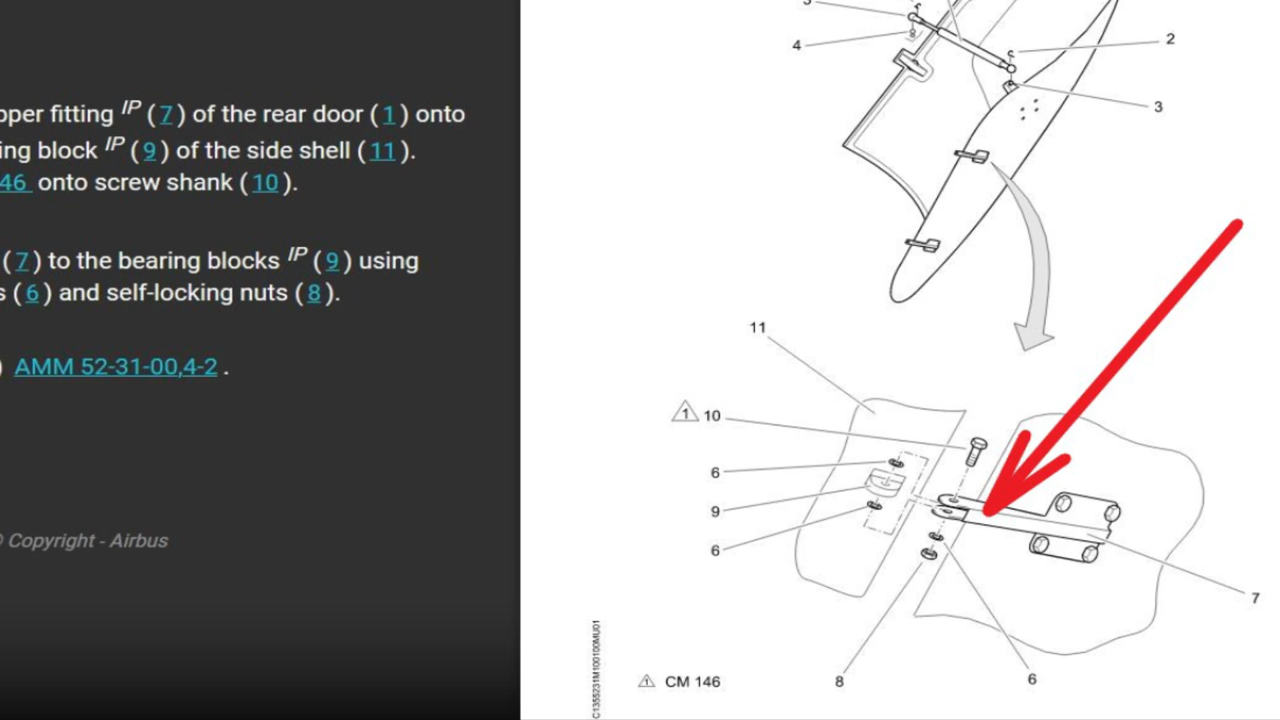 pper fitting IP (7) of the rear door (1) onto
ing block IP (9) of the side shell (11).
46 onto screw shank (10).
(7) to the bearing blocks IP (9) using
s (6) and self-locking nuts (8).
) AMM 52-31-00,4-2 .
© Copyright - Airbus
4
2
3
11
1 10
6
9
6
7
8
6
1 CM 146
C1355231M100100MU01